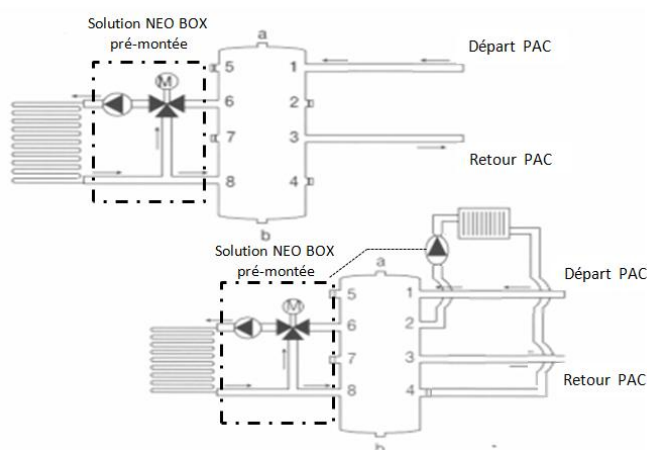 Solution NEO BOX
pré-montée
a
Départ PAC
M
5
1
6
2
7
3
Retour PAC
8
4
b
Solution NEO BOX
pré-montée
a
Départ PAC
M
5
1
6
2
7
3
Retour PAC
8
4
b